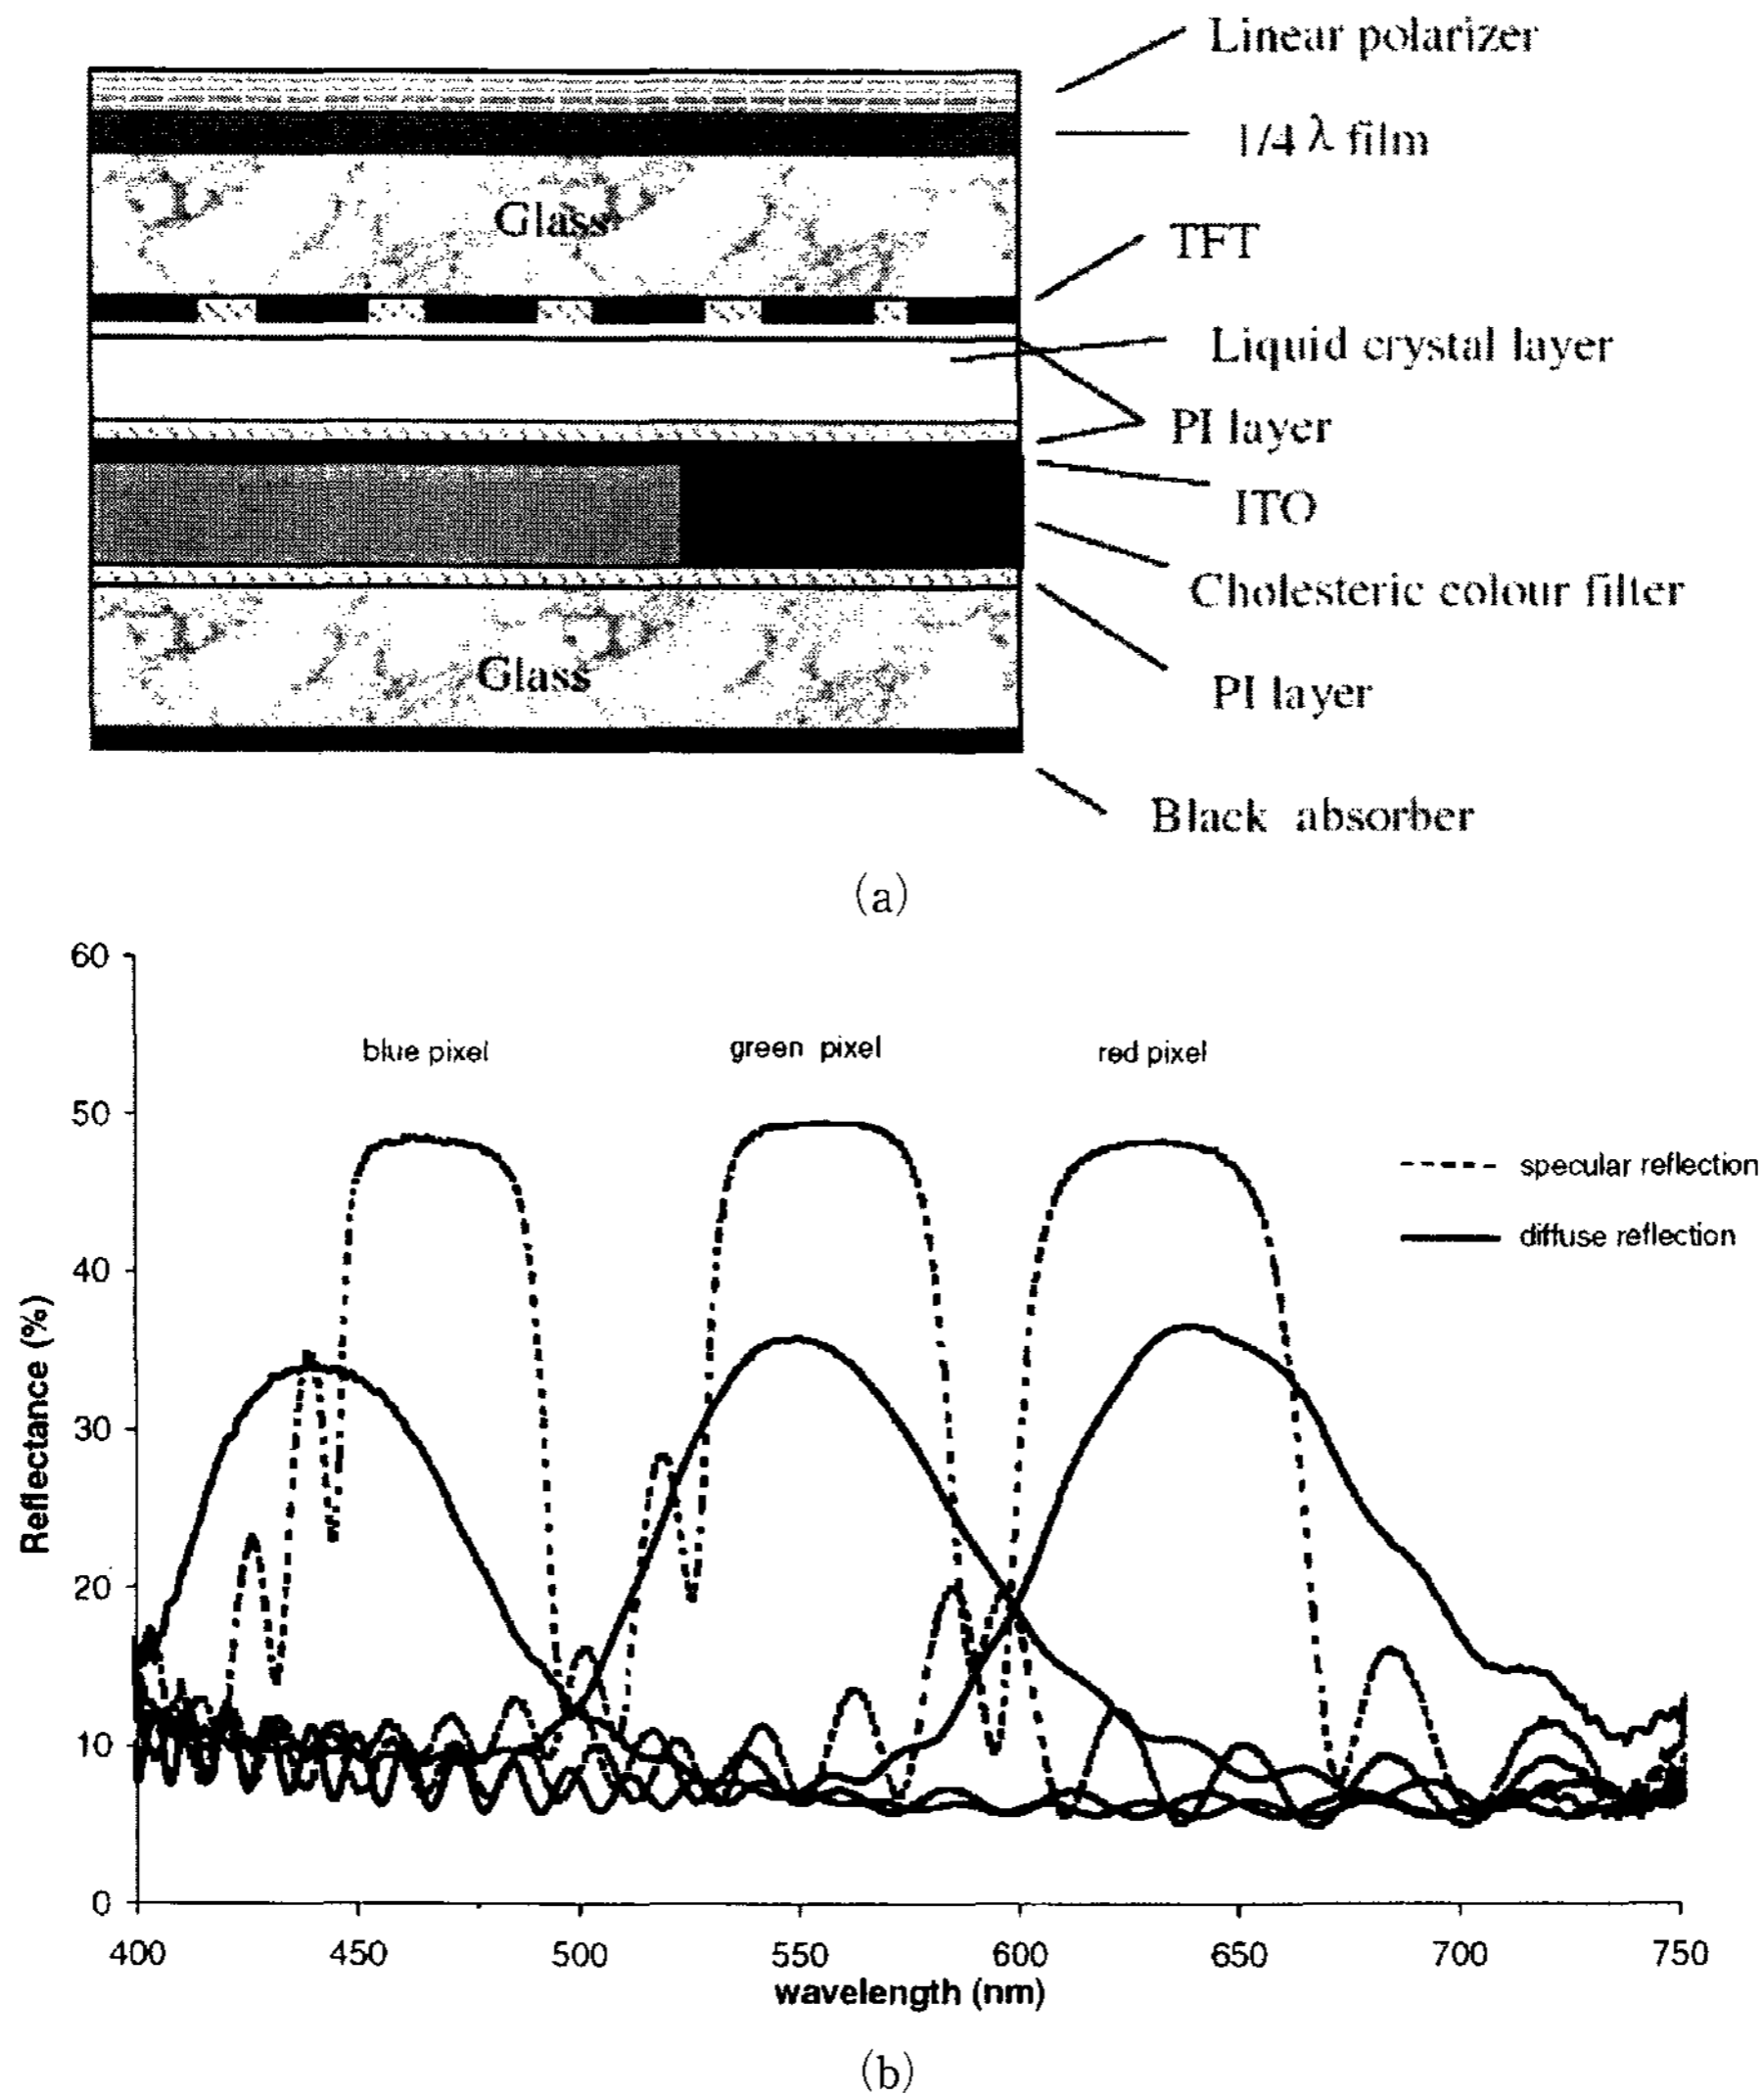 Linear polarizer
1/4 λ film
Glass
TFT
Liquid crystal layer
PI layer
ITO
Cholesteric colour filter
Glass
PI layer
Black absorber
(a)
60
blue pixel
green pixel
red pixel
50
specular reflection
diffuse reflection
40
Reflectance (%)
30
20
10
0
400 450 500 550 600 650 700 750
wavelength (nm)
(b)